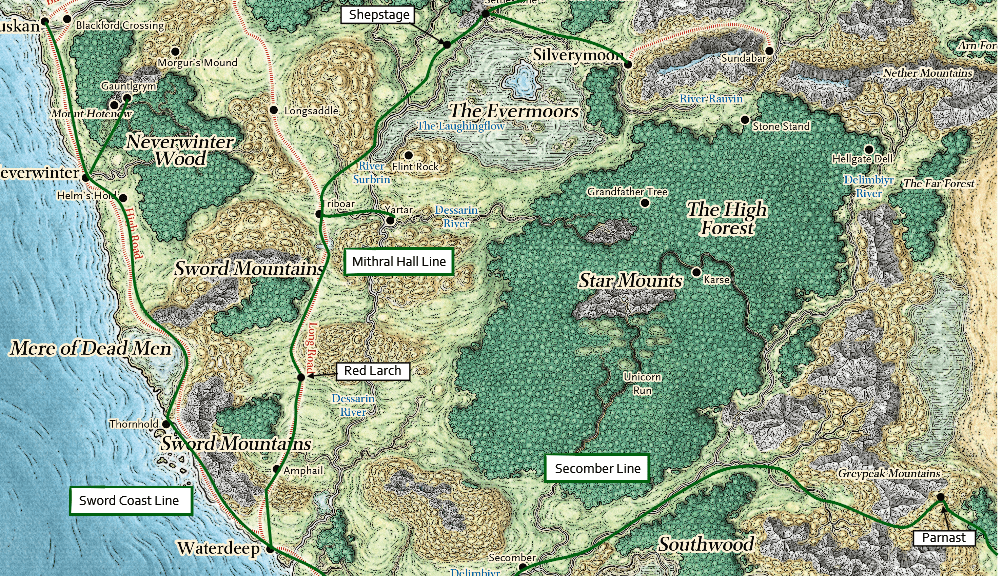 Shepstage
uskan
Blackford Crossing
Morgur's Mound
Silverymoon
Sundabar
Nether Mountains
Gauntlgrym
Mount Hotenow
Longsaddle
The Evermoors
The Laughingflow
River Rauvin
Stone Stand
Neverwinter
Wood
everwinter
Helm's Hold
River
Surbrin
Flint Rock
Hellgate Dell
Delimbiyr
River
The Far Forest
Grandfather Tree
Triboar
Yartar
Dessarin
River
The High
Forest
High Road
Sword Mountains
Mithral Hall Line
Star Mounts
Karse
Mere of Dead Men
Long Road
Red Larch
Dessarin
River
Unicorn
Run
Thornhold
Sword Mountains
Amphail
Secomber Line
Greypeak Mountains
Sword Coast Line
Waterdeep
Secomber
Southwood
Parnast
Delimbiyr